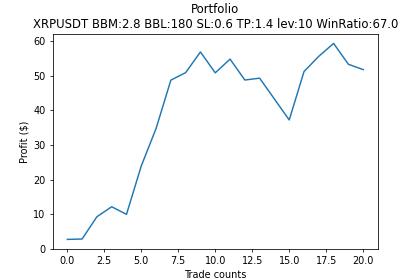 Portfolio
XRPUSDT BBM:2.8 BBL:180 SL:0.6 TP:1.4 lev:10 WinRatio:67.0
60
50
40
30
20
10
0
Profit ($)
0.0 2.5 5.0 7.5 10.0 12.5 15.0 17.5 20.0
Trade counts